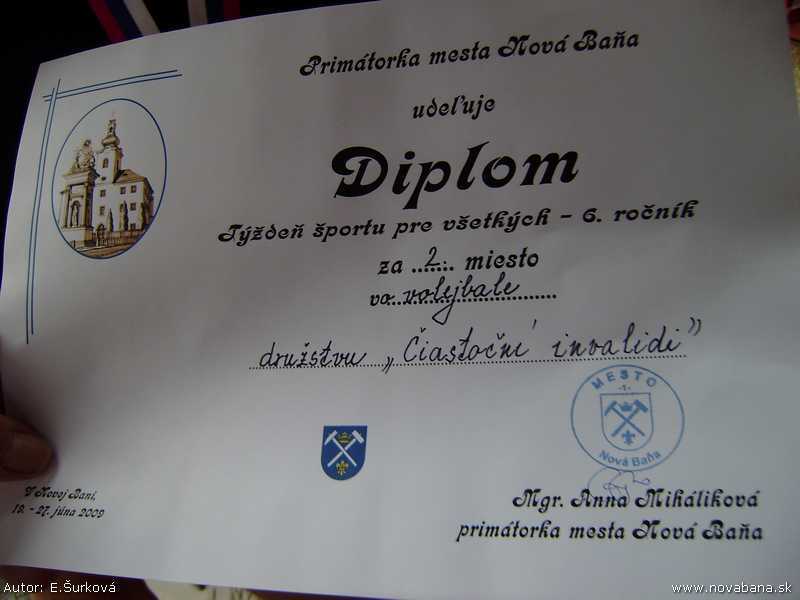 Primátorka mesta Nová Baňa
udeľuje
Diplom
Týždeň športu pre všetkých - 6. ročník
za ..2... miesto
vo volejbale
družstvu „Čiastoční invalidi”
MESTO
-1-
Nová Baňa
V Novej Bani,
19. - 27. júna 2009
Mgr. Anna Miháliková
primátorka mesta Nová Baňa
Autor: E.Šurková
www.novabana.sk